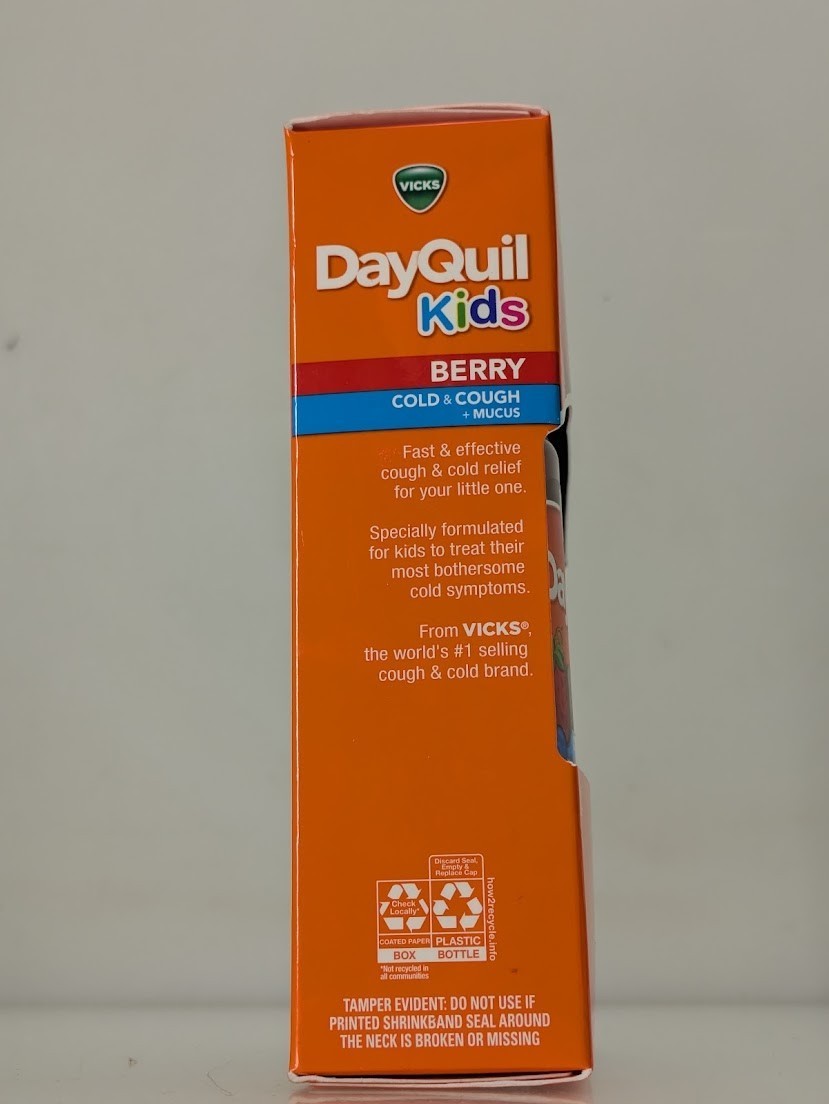 VICKS
DayQuil
Kids
BERRY
COLD & COUGH
+ MUCUS
Fast & effective
cough & cold relief
for your little one.
Specially formulated
for kids to treat their
most bothersome
cold symptoms.
From VICKS®,
the world's #1 selling
cough & cold brand.
Da
Discard Seal,
Empty &
Replace Cap
Check
Locally*
COATED PAPER
BOX
PLASTIC
BOTTLE
how2recycle.info
*Not recycled in
all communities
TAMPER EVIDENT: DO NOT USE IF
PRINTED SHRINKBAND SEAL AROUND
THE NECK IS BROKEN OR MISSING